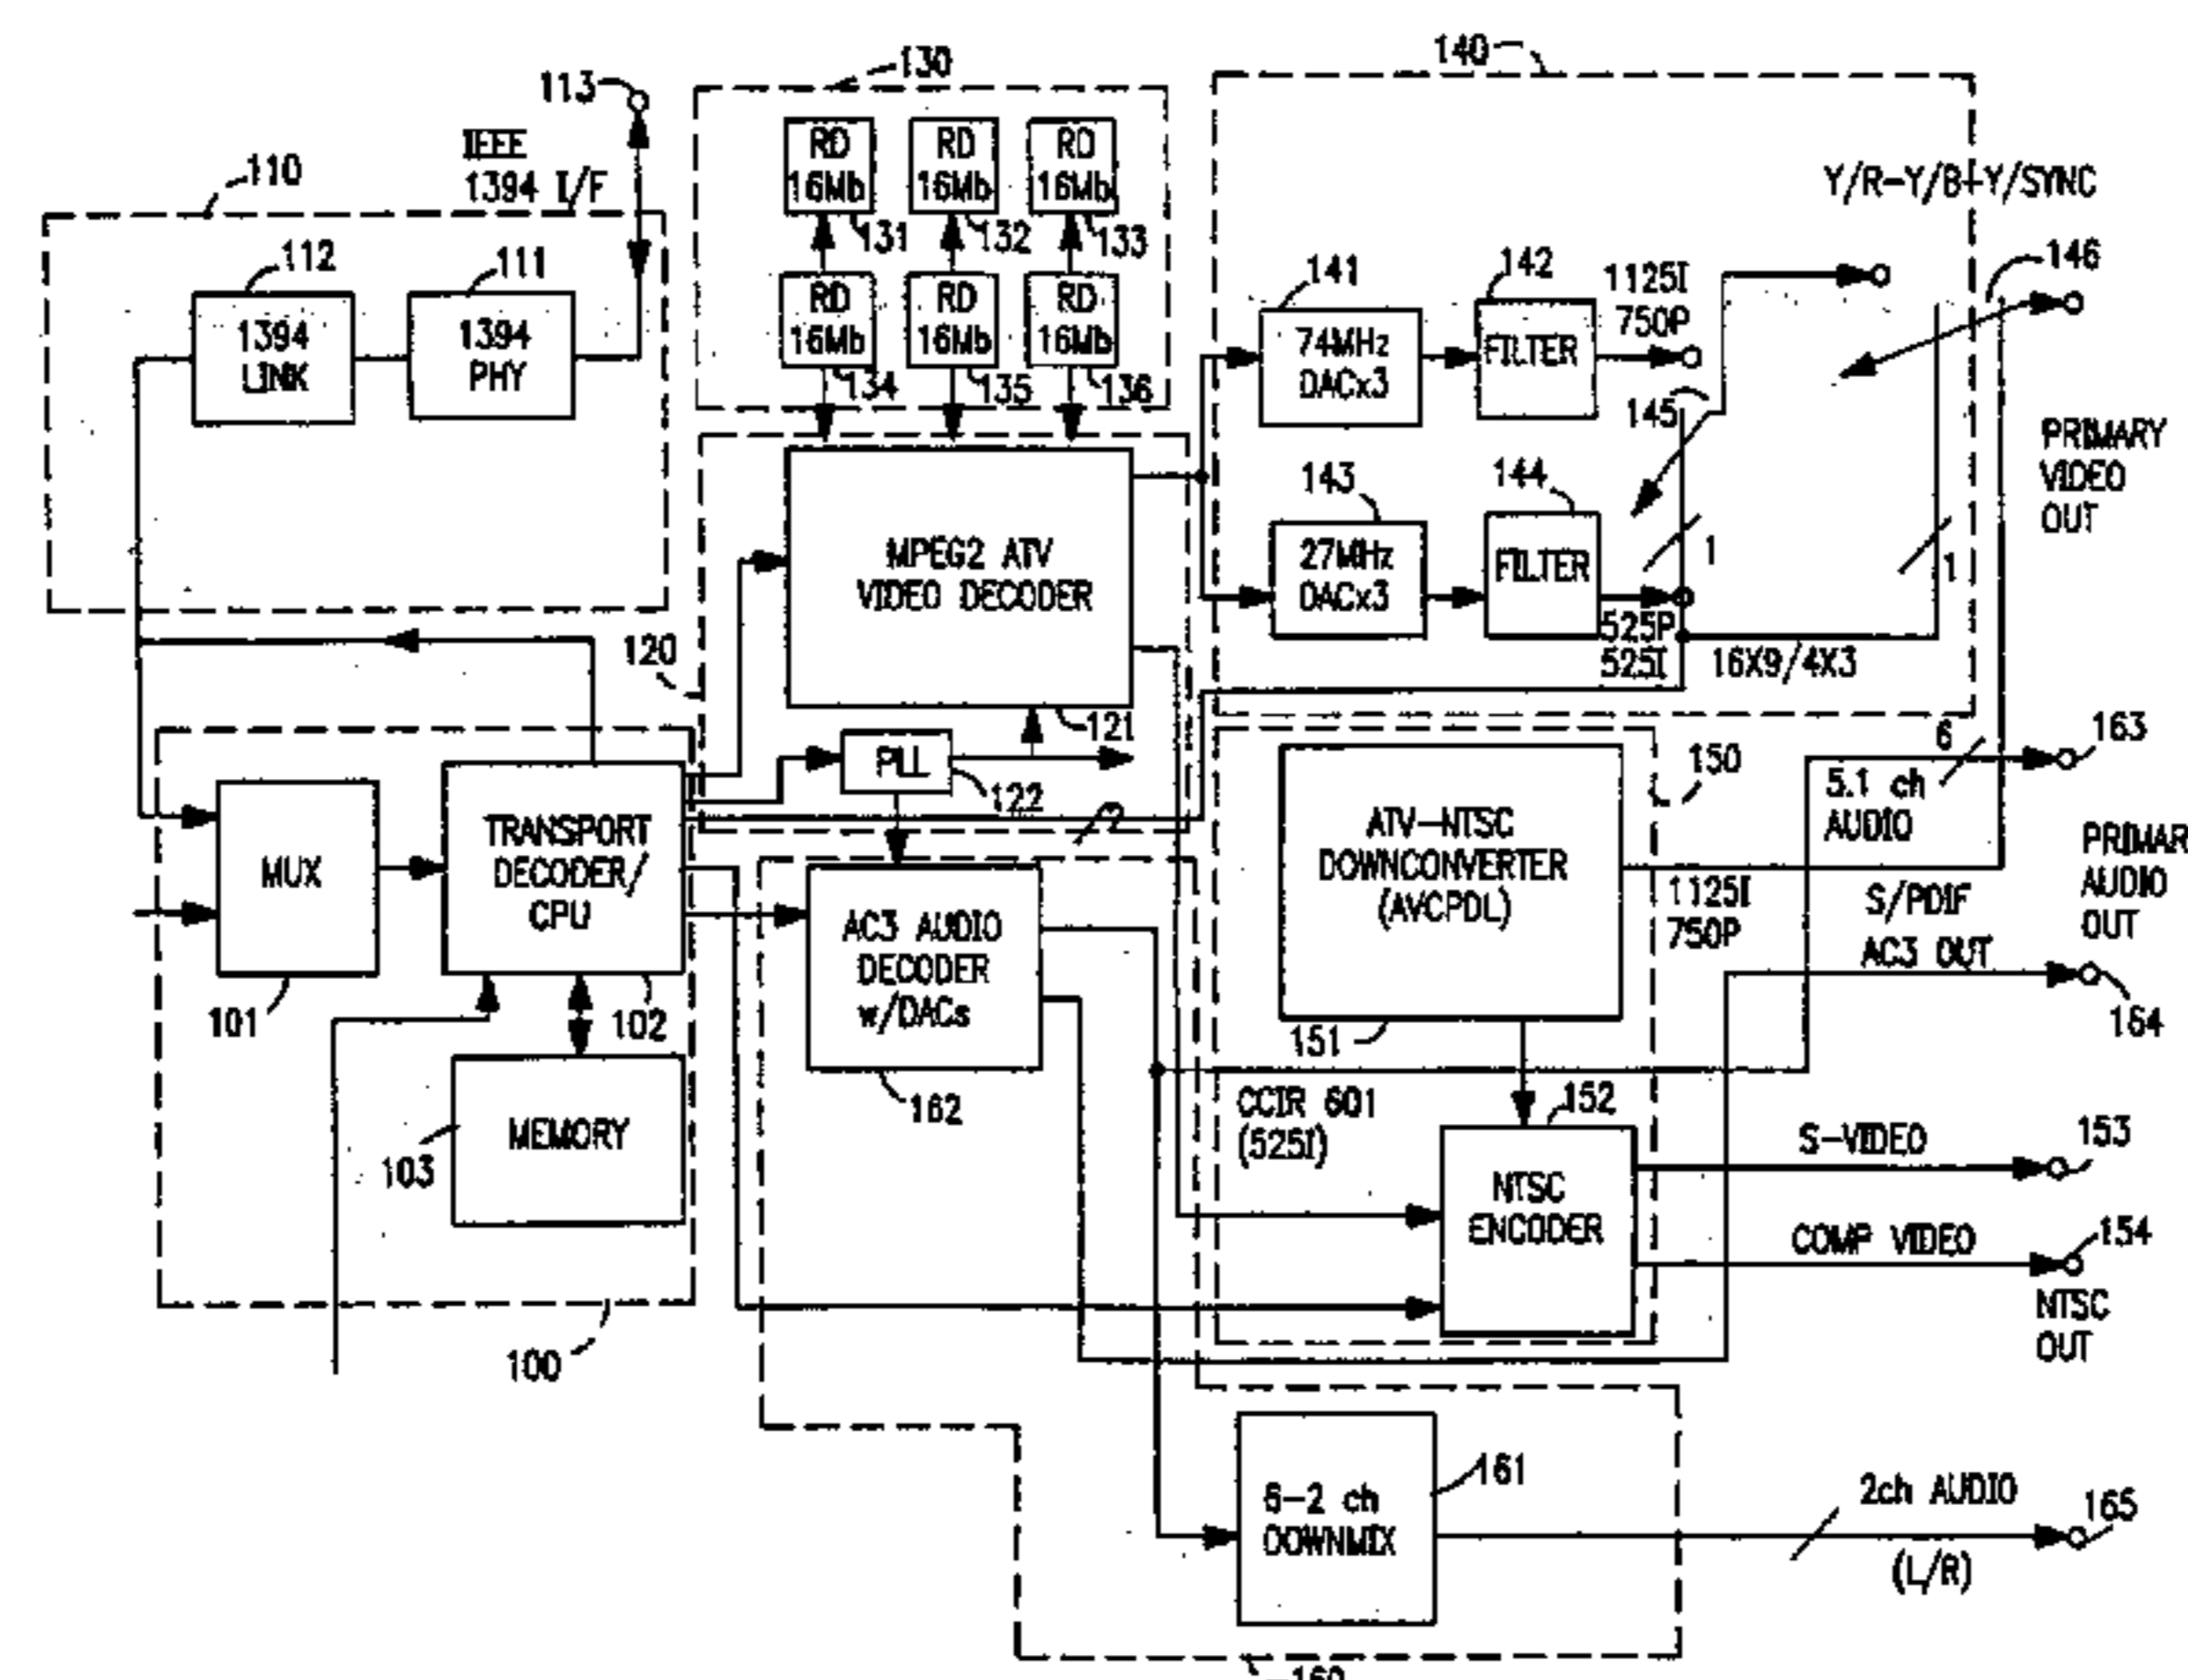 130
140
113
IEEE
1394 I/F
110
RD
16Mb
RD
16Mb
RD
16Mb
131
132
133
Y/R-Y/B-Y/SYNC
112
111
1394
LINK
1394
PHY
RD
16Mb
RD
16Mb
RD
16Mb
134
135
136
141
142
1125I
750P
146
74MHz
DACx3
FILTER
145
PRIMARY
VIDEO
OUT
143
144
MPEG2 ATV
VIDEO DECODER
27MHz
DACx3
FILTER
1
1
525P
525I
16X9/4X3
120
121
PLL
122
2
6
163
5.1 ch
AUDIO
150
MUX
TRANSPORT
DECODER/
CPU
ATV-NTSC
DOWNCONVERTER
(AVCPDL)
1125I
750P
S/PDIF
AC3 OUT
PRIMAR
AUDIO
OUT
164
101
102
AC3 AUDIO
DECODER
w/DACs
151
162
CCIR 601
(525I)
152
MEMORY
103
S-VIDEO
153
NTSC
ENCODER
COMP VIDEO
154
NTSC
OUT
100
6-2 ch
DOWNMIX
161
2ch AUDIO
(L/R)
165
160